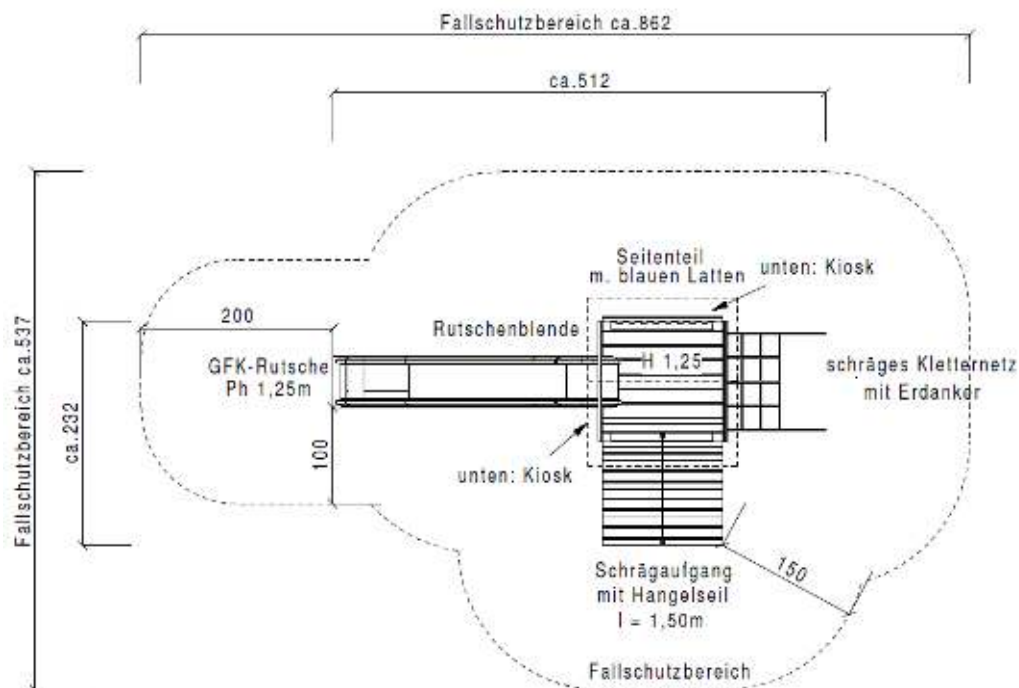 Fallschutzbereich ca.862
ca.512
Seitenteil
m. blauen Latten
unten: Kiosk
200
Rutschenblende
GFK-Rutsche
Ph 1,25m
H 1,25
schräges Kletternetz
mit Erdanker
Fallschutzbereich ca.537
ca.232
100
unten: Kiosk
Schrägaufgang
mit Hangelseil
l = 1,50m
150
Fallschutzbereich